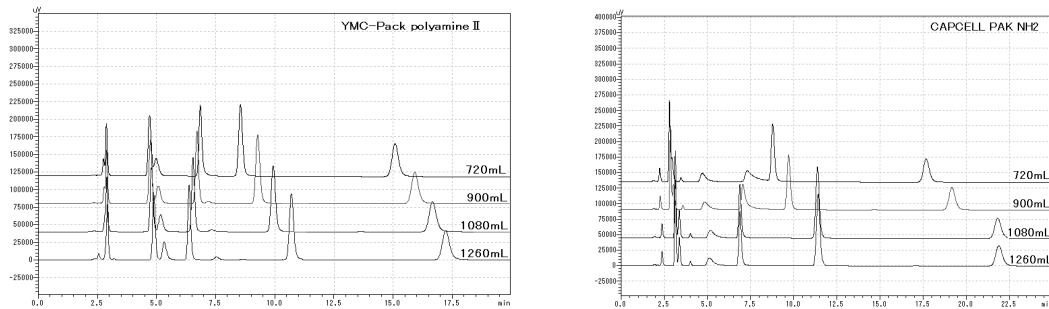 uV
YMC-Pack polyamine II
325000
300000
275000
250000
225000
200000
175000
150000
125000
100000
75000
50000
25000
0
-25000
720mL
900mL
1080mL
1260mL
0.0 2.5 5.0 7.5 10.0 12.5 15.0 17.5 min
uV
400000
CAPCELL PAK NH2
375000
350000
325000
300000
275000
250000
225000
200000
175000
150000
125000
100000
75000
50000
25000
0
-25000
-50000
720mL
900mL
1080mL
1260mL
0.0 2.5 5.0 7.5 10.0 12.5 15.0 17.5 20.0 22.5 mi